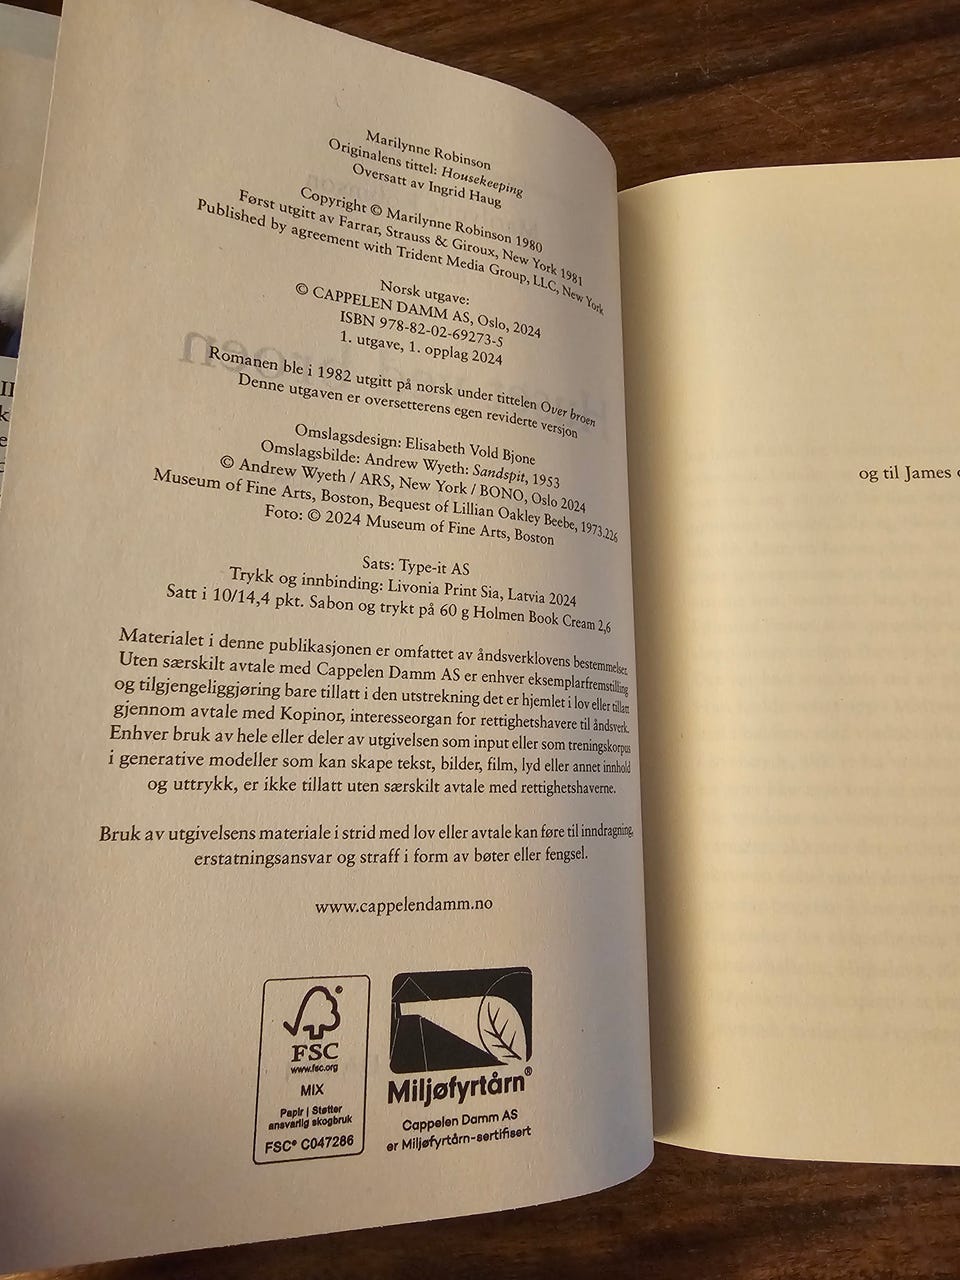 Marilynne Robinson
Originalens tittel: Housekeeping
Oversatt av Ingrid Haug
Copyright © Marilynne Robinson 1980
Først utgitt av Farrar, Strauss & Giroux, New York 1981
Published by agreement with Trident Media Group, LLC, New York
Norsk utgave:
© CAPPELEN DAMM AS, Oslo, 2024
ISBN 978-82-02-69273-5
1. utgave, 1. opplag 2024
Romanen ble i 1982 utgitt på norsk under tittelen Over broen
Denne utgaven er oversetterens egen reviderte versjon
Omslagsdesign: Elisabeth Vold Bjone
Omslagsbilde: Andrew Wyeth: Sandspit, 1953
© Andrew Wyeth / ARS, New York / BONO, Oslo 2024
Museum of Fine Arts, Boston, Bequest of Lillian Oakley Beebe, 1973.226
Foto: © 2024 Museum of Fine Arts, Boston
Sats: Type-it AS
Trykk og innbinding: Livonia Print Sia, Latvia 2024
Satt i 10/14,4 pkt. Sabon og trykt på 60 g Holmen Book Cream 2,6
Materialet i denne publikasjonen er omfattet av åndsverklovens bestemmelser.
Uten særskilt avtale med Cappelen Damm AS er enhver eksemplarfremstilling
og tilgjengeliggjøring bare tillatt i den utstrekning det er hjemlet i lov eller tillatt
gjennom avtale med Kopinor, interesseorgan for rettighetshavere til åndsverk.
Enhver bruk av hele eller deler av utgivelsen som input eller som treningskorpus
i generative modeller som kan skape tekst, bilder, film, lyd eller annet innhold
og uttrykk, er ikke tillatt uten særskilt avtale med rettighetshaverne.
Bruk av utgivelsens materiale i strid med lov eller avtale kan føre til inndragning,
erstatningsansvar og straff i form av bøter eller fengsel.
www.cappelendamm.no
FSC
www.fsc.org
MIX
Papir | Støtter
ansvarlig skogbruk
FSC® C047286
Miljøfyrtårn®
Cappelen Damm AS
er Miljøfyrtårn-sertifisert
og til James